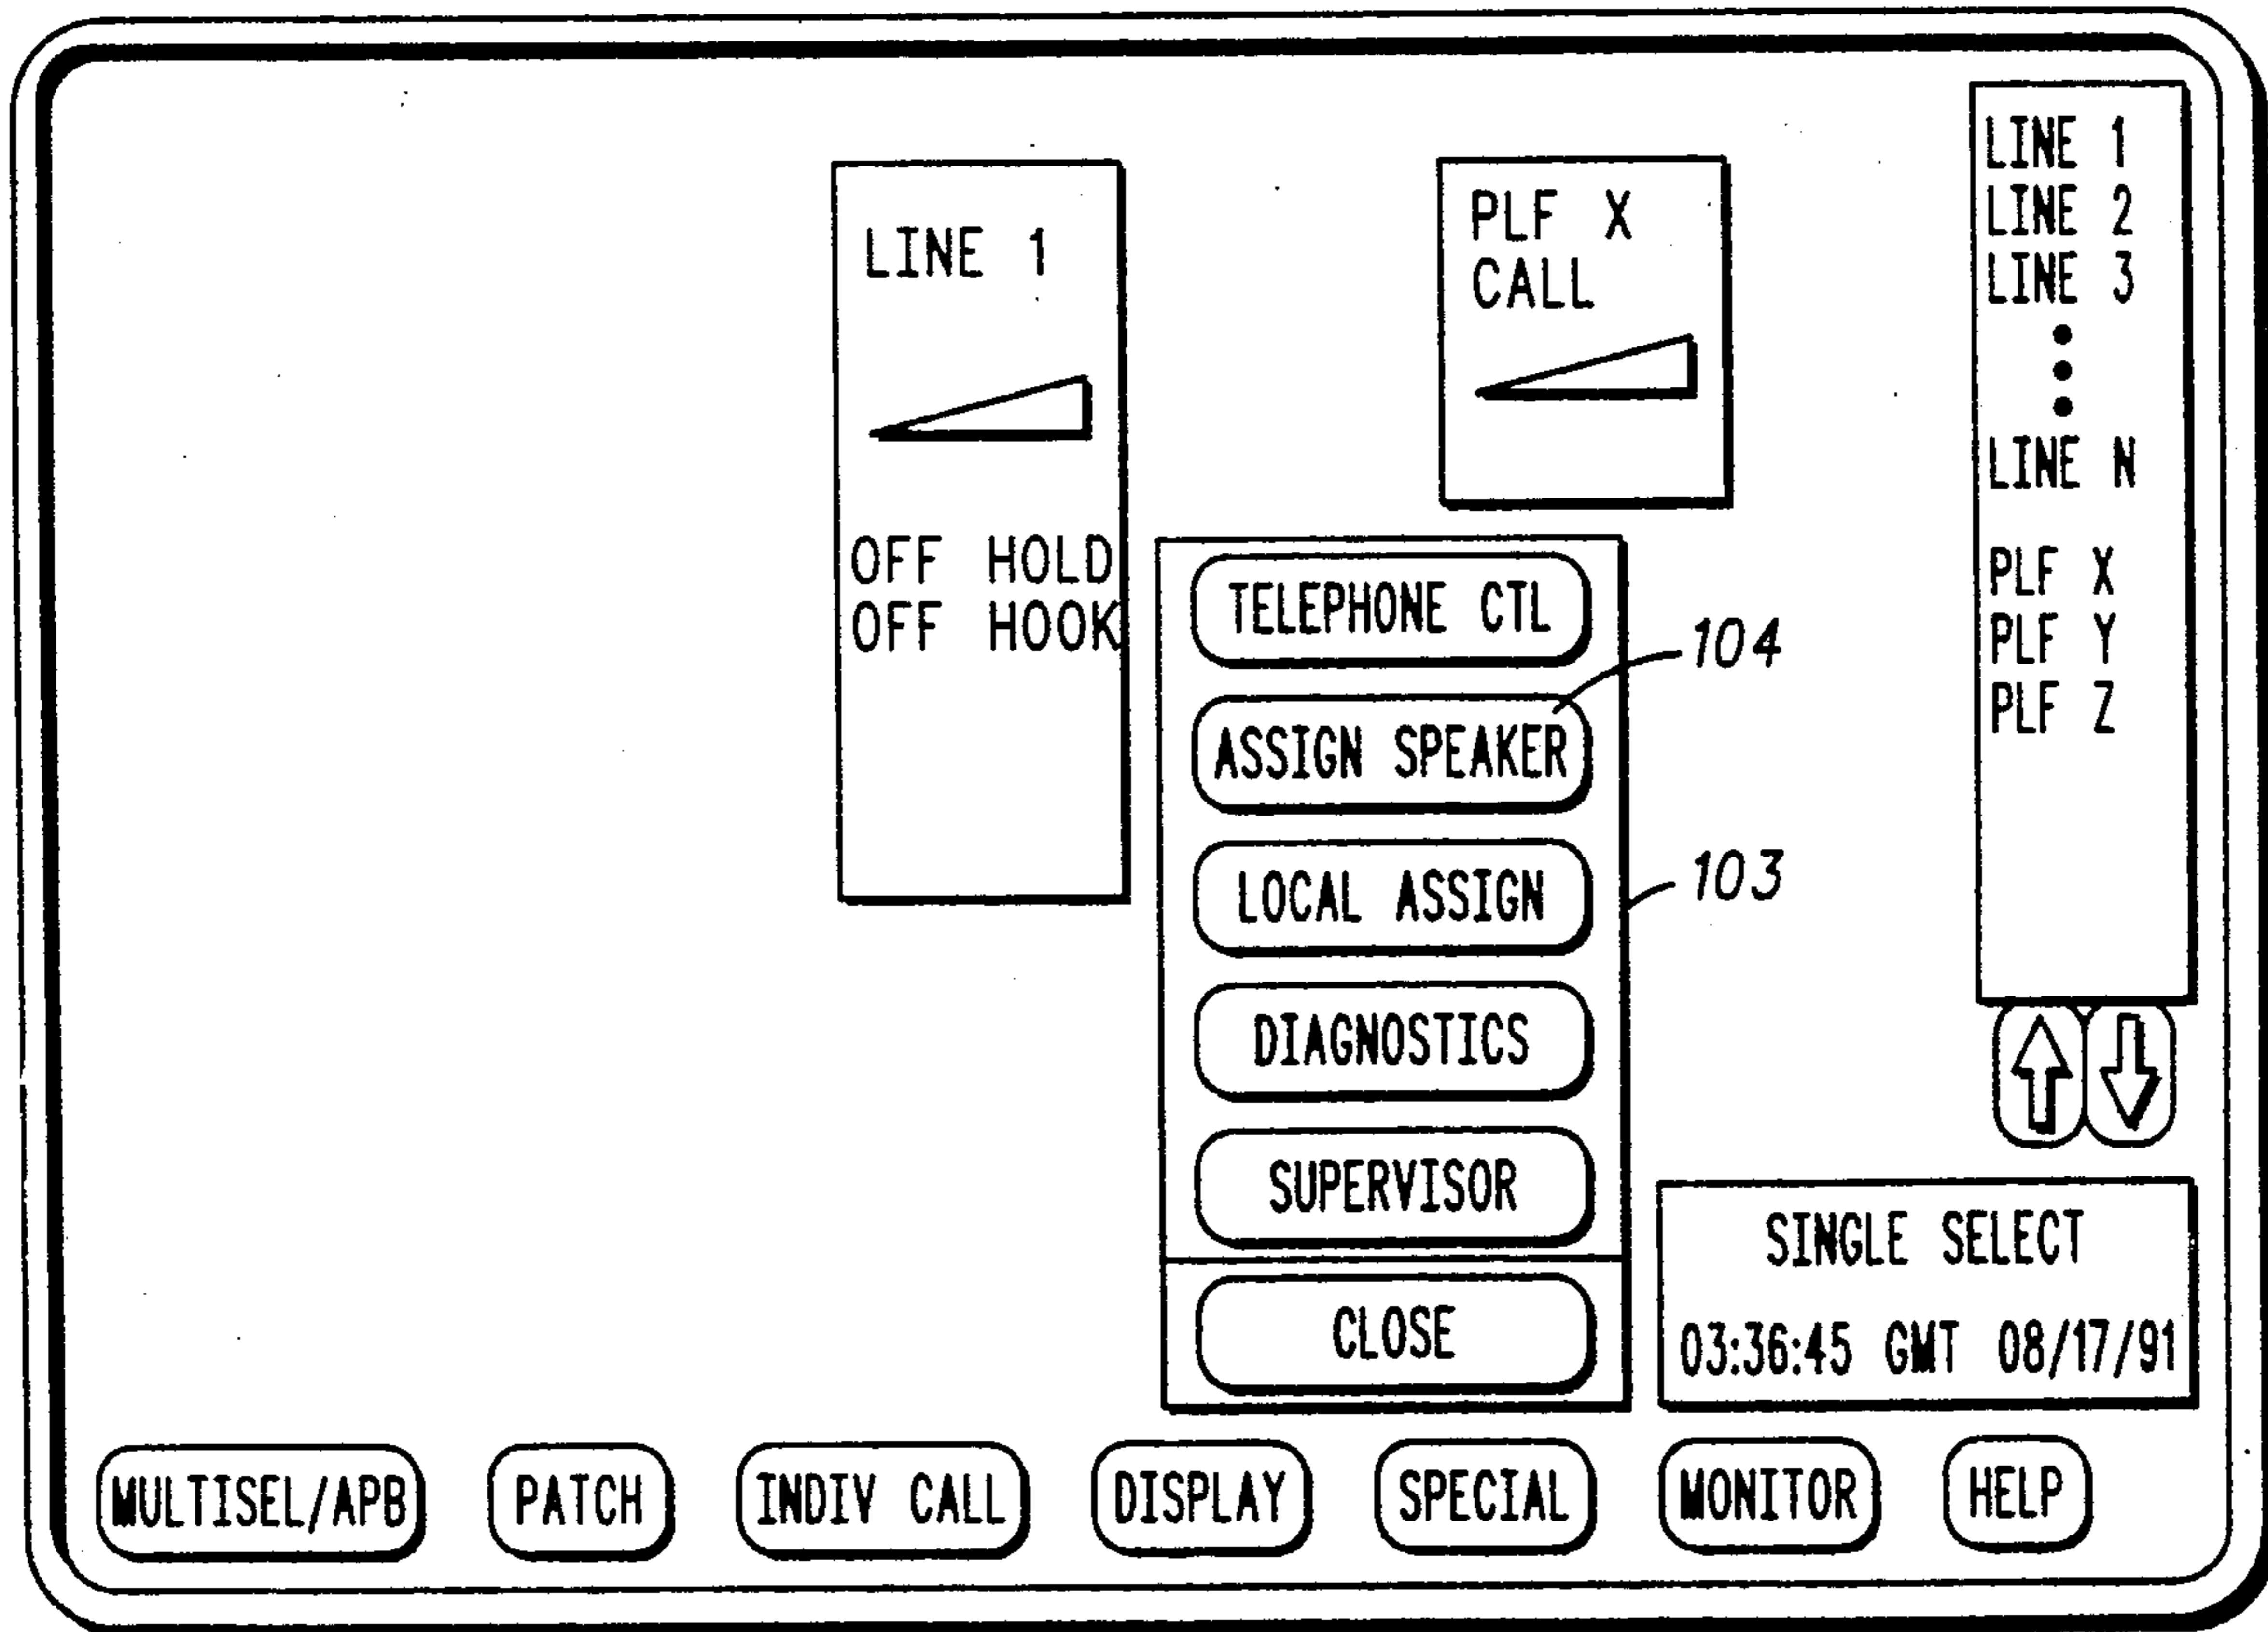 LINE 1
OFF HOLD
OFF HOOK
PLF X
CALL
LINE 1
LINE 2
LINE 3
LINE N
PLF X
PLF Y
PLF Z
TELEPHONE CTL
ASSIGN SPEAKER
LOCAL ASSIGN
DIAGNOSTICS
SUPERVISOR
CLOSE
104
103
SINGLE SELECT
03:36:45 GMT 08/17/91
MULTISEL/APB
PATCH
INDIV CALL
DISPLAY
SPECIAL
MONITOR
HELP